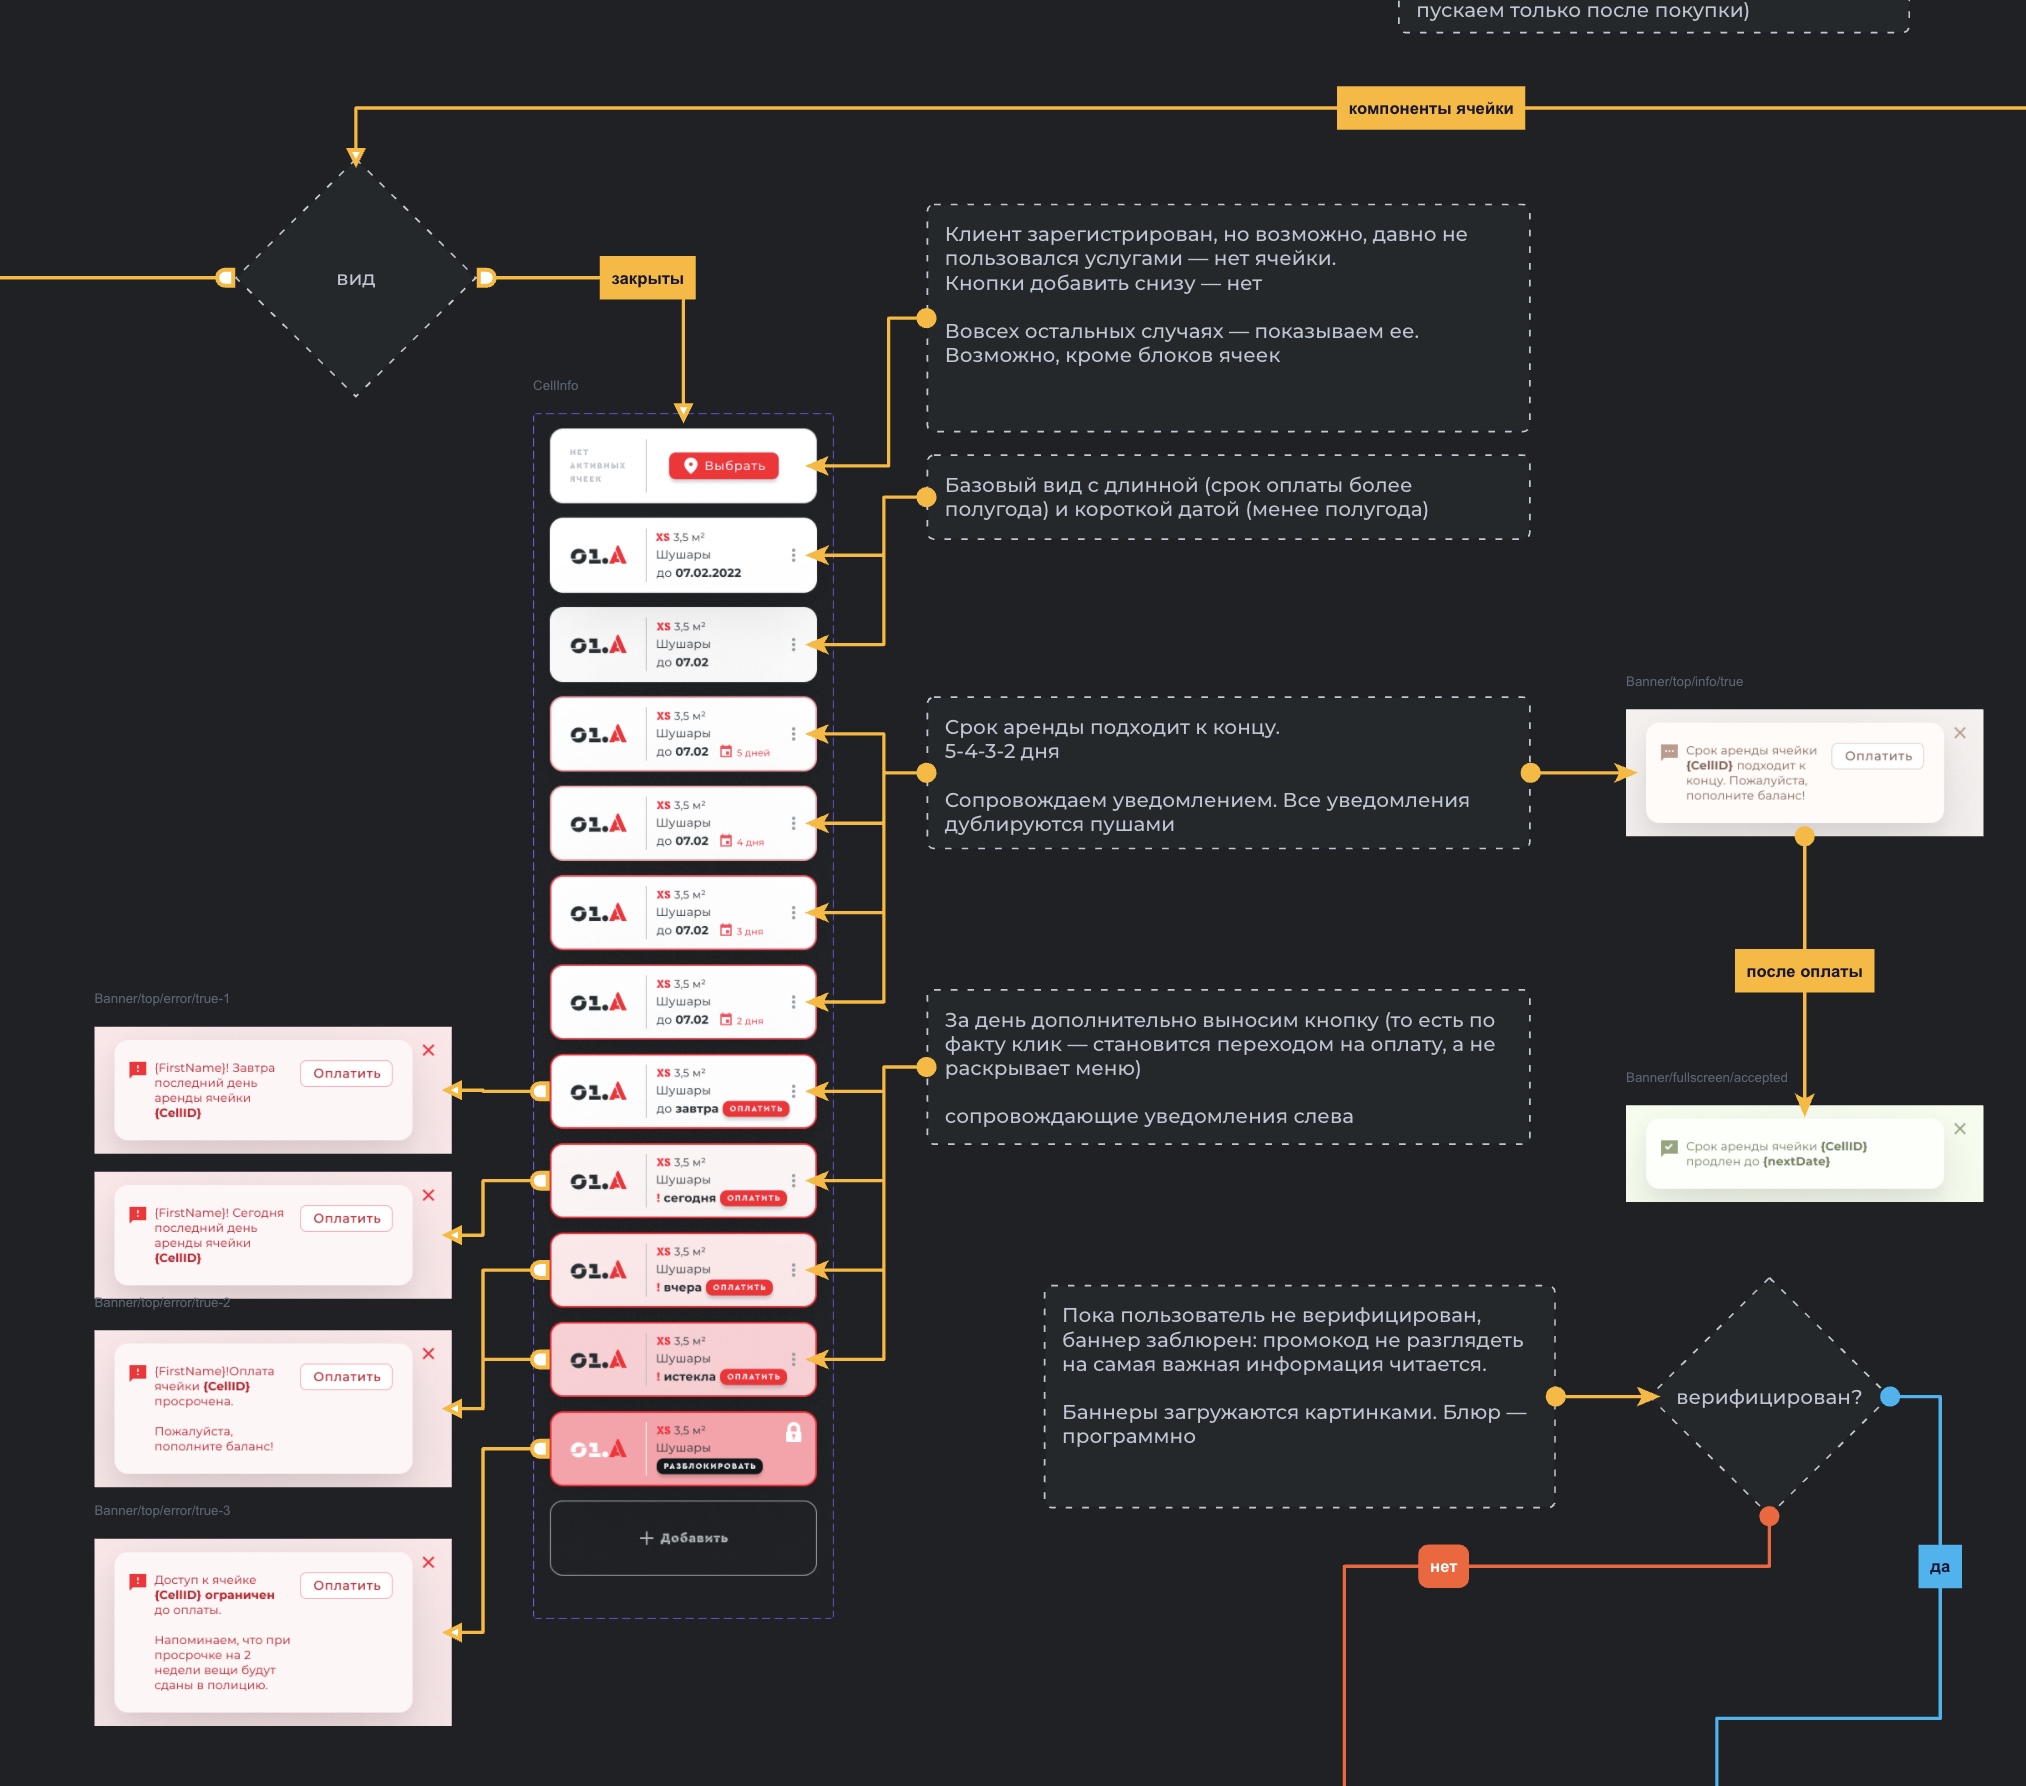 пускаем только после покупки)
компоненты ячейки
вид
закрыты
Клиент зарегистрирован, но возможно, давно не
пользовался услугами — нет ячейки.
Кнопки добавить снизу — нет
Вовсех остальных случаях — показываем ее.
Возможно, кроме блоков ячеек
CellInfo
НЕТ
АКТИВНЫХ
ЯЧЕЕК
Выбрать
Базовый вид с длинной (срок оплаты более
полугода) и короткой датой (менее полугода)
01.A
XS 3,5 м²
Шушары
до 07.02.2022
01.A
XS 3,5 м²
Шушары
до 07.02
01.A
XS 3,5 м²
Шушары
до 07.02 5 дней
01.A
XS 3,5 м²
Шушары
до 07.02 4 дня
01.A
XS 3,5 м²
Шушары
до 07.02 3 дня
01.A
XS 3,5 м²
Шушары
до 07.02 2 дня
01.A
XS 3,5 м²
Шушары
до завтра ОПЛАТИТЬ
01.A
XS 3,5 м²
Шушары
! сегодня ОПЛАТИТЬ
01.A
XS 3,5 м²
Шушары
! вчера ОПЛАТИТЬ
01.A
XS 3,5 м²
Шушары
! истекла ОПЛАТИТЬ
01.A
XS 3,5 м²
Шушары
РАЗБЛОКИРОВАТЬ
+ Добавить
Срок аренды подходит к концу.
5-4-3-2 дня
Сопровождаем уведомлением. Все уведомления
дублируются пушами
Banner/top/info/true
Срок аренды ячейки
{CellID} подходит к
концу. Пожалуйста,
пополните баланс!
Оплатить
после оплаты
Banner/fullscreen/accepted
Срок аренды ячейки {CellID}
продлен до {nextDate}
За день дополнительно выносим кнопку (то есть по
факту клик — становится переходом на оплату, а не
раскрывает меню)
сопровождающие уведомления слева
Banner/top/error/true-1
{FirstName}! Завтра
последний день
аренды ячейки
{CellID}
Оплатить
{FirstName}! Сегодня
последний день
аренды ячейки
{CellID}
Оплатить
Banner/top/error/true-2
{FirstName}!Оплата
ячейки {CellID}
просрочена.
Пожалуйста,
пополните баланс!
Оплатить
Banner/top/error/true-3
Доступ к ячейке
{CellID} ограничен
до оплаты.
Напоминаем, что при
просрочке на 2
недели вещи будут
сданы в полицию.
Оплатить
Пока пользователь не верифицирован,
баннер заблюрен: промокод не разглядеть
на самая важная информация читается.
Баннеры загружаются картинками. Блюр —
программно
верифицирован?
нет
да